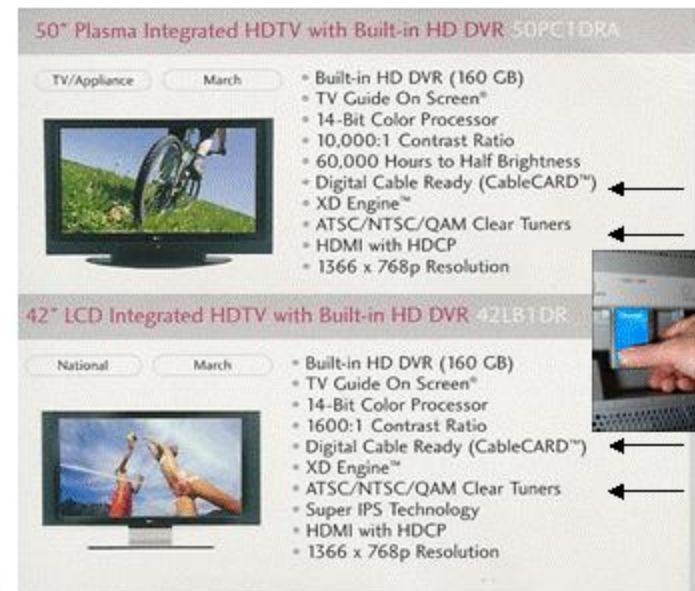 50" Plasma Integrated HDTV with Built-in HD DVR 50PC1DRA
TV/Appliance
March
• Built-in HD DVR (160 GB)
• TV Guide On Screen®
• 14-Bit Color Processor
• 10,000:1 Contrast Ratio
• 60,000 Hours to Half Brightness
• Digital Cable Ready (CableCARD™)
• XD Engine™
• ATSC/NTSC/QAM Clear Tuners
• HDMI with HDCP
• 1366 x 768p Resolution
42" LCD Integrated HDTV with Built-in HD DVR 42LB1DR
National
March
• Built-in HD DVR (160 GB)
• TV Guide On Screen®
• 14-Bit Color Processor
• 1600:1 Contrast Ratio
• Digital Cable Ready (CableCARD™)
• XD Engine™
• ATSC/NTSC/QAM Clear Tuners
• Super IPS Technology
• HDMI with HDCP
• 1366 x 768p Resolution